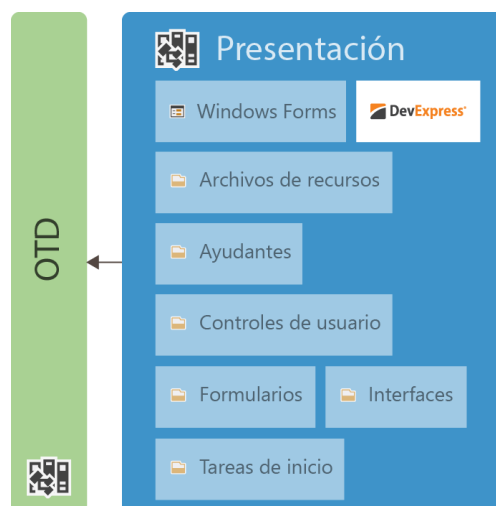 Presentación
Windows Forms
DevExpress®
Archivos de recursos
Ayudantes
OTD
Controles de usuario
Formularios
Interfaces
Tareas de inicio